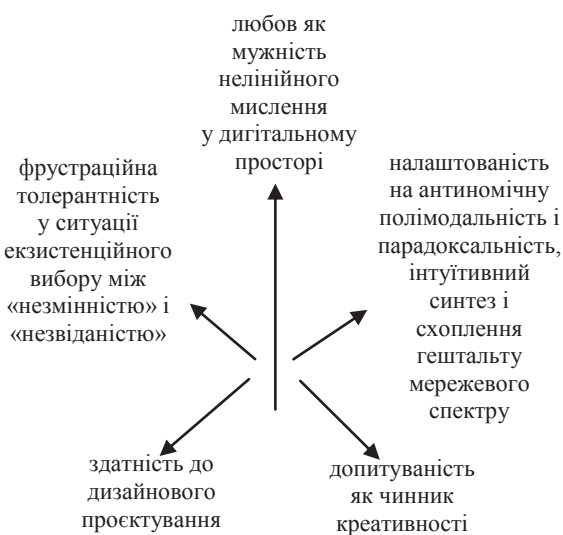 любов як
мужність
нелінійного
мислення
у дигітальному
просторі
фрустраційна
толерантність
у ситуації
екзистенційного
вибору між
«незмінністю» і
«незвіданістю»
налаштованість
на антиномічну
полімодальність і
парадоксальність,
інтуїтивний
синтез і
схоплення
гештальту
мережевого
спектру
здатність до
дизайнового
проєктування
допитуваність
як чинник
креативності